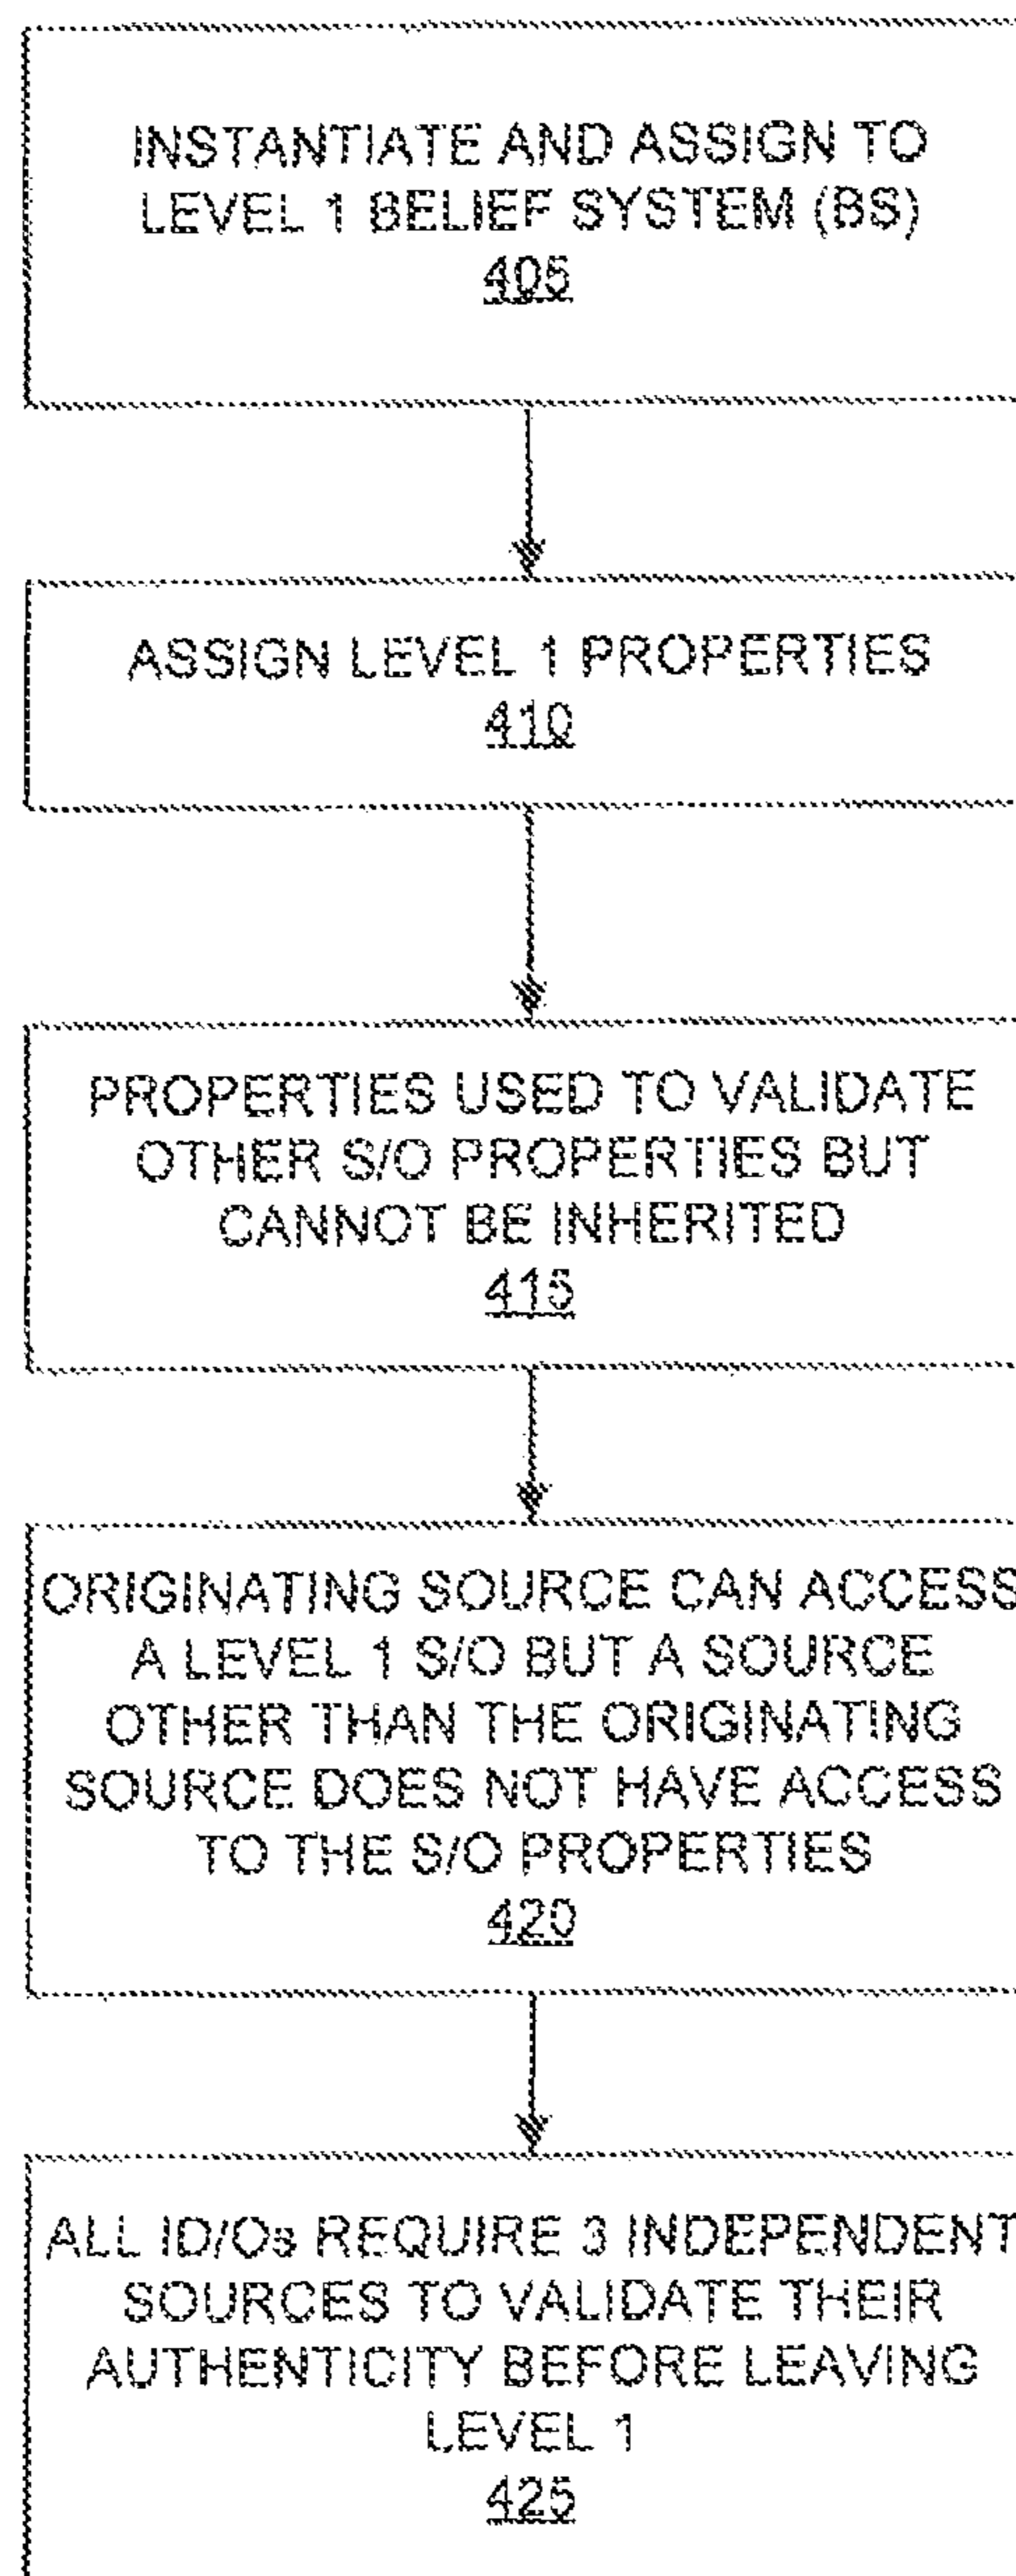 INSTANTIATE AND ASSIGN TO
LEVEL 1 BELIEF SYSTEM (BS)
405
ASSIGN LEVEL 1 PROPERTIES
410
PROPERTIES USED TO VALIDATE
OTHER S/O PROPERTIES BUT
CANNOT BE INHERITED
415
ORIGINATING SOURCE CAN ACCESS
A LEVEL 1 S/O BUT A SOURCE
OTHER THAN THE ORIGINATING
SOURCE DOES NOT HAVE ACCESS
TO THE S/O PROPERTIES
420
ALL ID/Os REQUIRE 3 INDEPENDENT
SOURCES TO VALIDATE THEIR
AUTHENTICITY BEFORE LEAVING
LEVEL 1
425